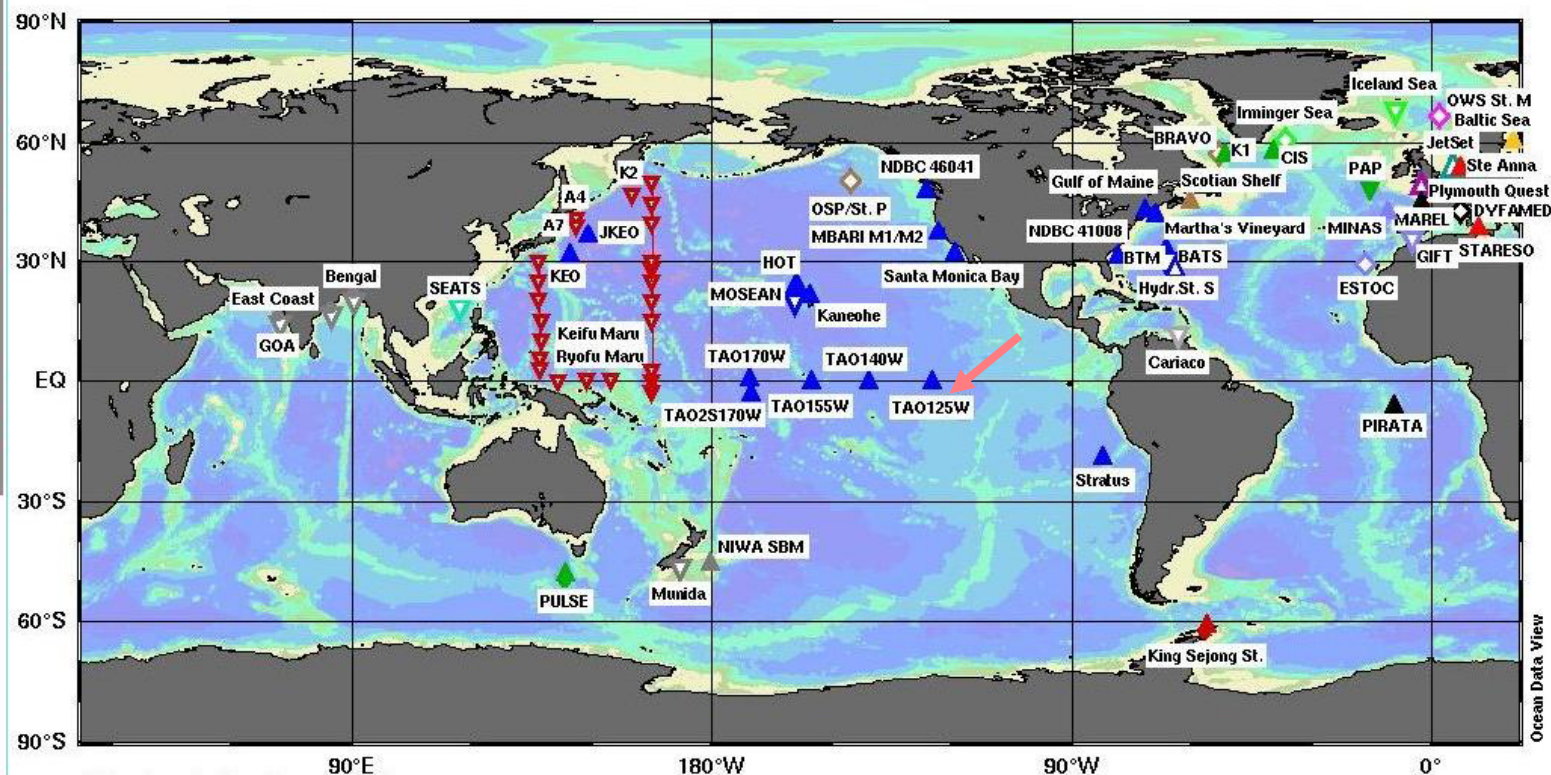 90°N
Iceland Sea
OWS St. M
Irminger Sea
Baltic Sea
60°N
BRAVO
K1
CIS
JetSet
NDBC 46041
PAP
Ste Anna
K2
Gulf of Maine
Scotian Shelf
Plymouth Quest
A4
OSP/St. P
DYFAMED
A7
JKEO
MBARI M1/M2
NDBC 41008
Martha's Vineyard
MINAS
MAREL
STARESO
30°N
KEO
HOT
Santa Monica Bay
BTM
BATS
GIFT
Bengal
SEATS
MOSEAN
Hydr.St. S
ESTOC
East Coast
Kaneohe
GOA
Keifu Maru
Ryofu Maru
TAO170W
TAO140W
Cariaco
EQ
TAO2S170W
TAO155W
TAO125W
PIRATA
Stratus
30°S
NIWA SBM
PULSE
Munida
60°S
King Sejong St.
Ocean Data View
90°S
90°E
180°W
90°W
0°